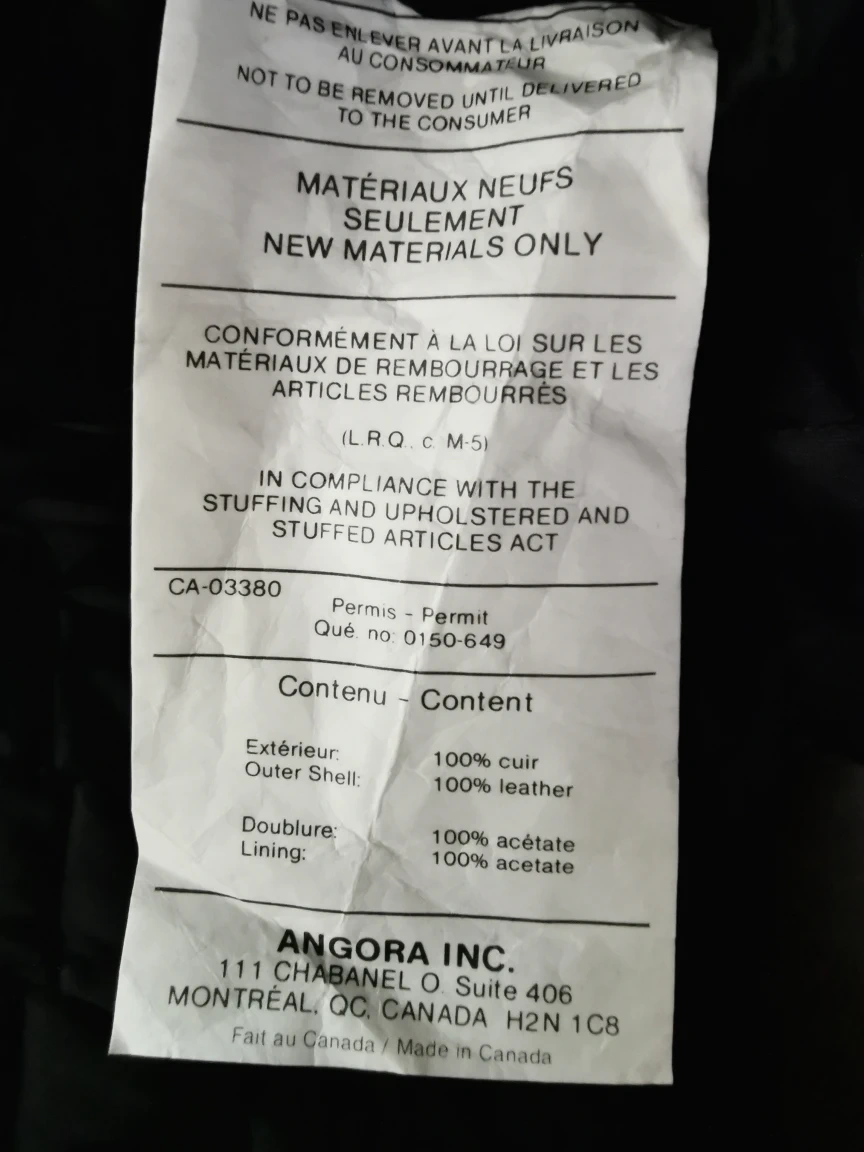 NE PAS ENLEVER AVANT LA LIVRAISON
AU CONSOMMATEUR
NOT TO BE REMOVED UNTIL DELIVERED
TO THE CONSUMER
MATÉRIAUX NEUFS
SEULEMENT
NEW MATERIALS ONLY
CONFORMÉMENT À LA LOI SUR LES
MATÉRIAUX DE REMBOURRAGE ET LES
ARTICLES REMBOURRÉS
(L.R.Q., c. M-5)
IN COMPLIANCE WITH THE
STUFFING AND UPHOLSTERED AND
STUFFED ARTICLES ACT
CA-03380
Permis - Permit
Qué. no: 0150-649
Contenu - Content
Extérieur: 100% cuir
Outer Shell: 100% leather
Doublure: 100% acétate
Lining: 100% acetate
ANGORA INC.
111 CHABANEL O. Suite 406
MONTRÉAL, QC, CANADA H2N 1C8
Fait au Canada / Made in Canada